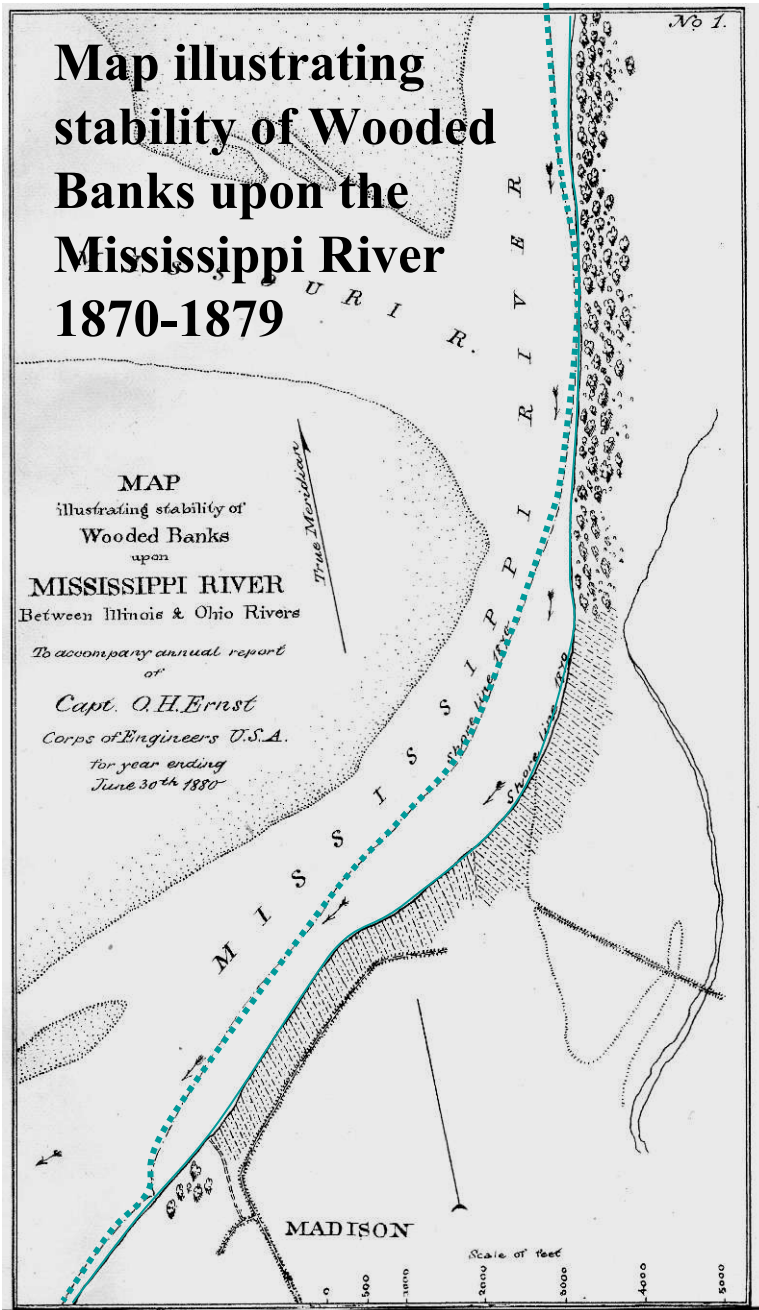 No 1.
Map illustrating
stability of Wooded
Banks upon the
Mississippi River
1870-1879
MISSOURI R.
MISSISSIPPI RIVER
True Meridian
MAP
illustrating stability of
Wooded Banks
upon
MISSISSIPPI RIVER
Between Illinois & Ohio Rivers
To accompany annual report
of
Capt. O.H. Ernst
Corps of Engineers U.S.A.
for year ending
June 30th 1880
Shore line
Shore line 1870
MADISON
Scale of feet
0 500 1000 2000 3000 4000 5000